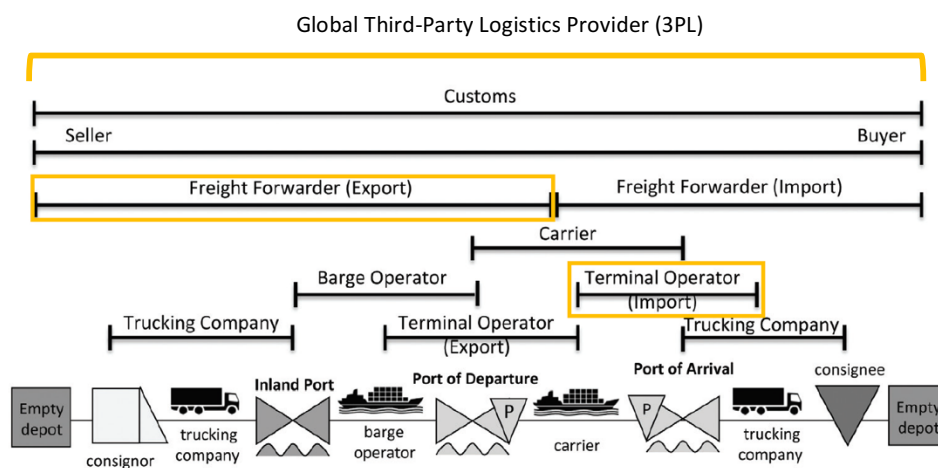 Global Third-Party Logistics Provider (3PL)
Customs
Seller
Buyer
Freight Forwarder (Export)
Freight Forwarder (Import)
Carrier
Barge Operator
Terminal Operator
(Import)
Trucking Company
Terminal Operator
(Export)
Trucking Company
Empty
depot
consignor
trucking
company
Inland Port
barge
operator
Port of Departure
P
carrier
Port of Arrival
P
trucking
company
consignee
Empty
depot